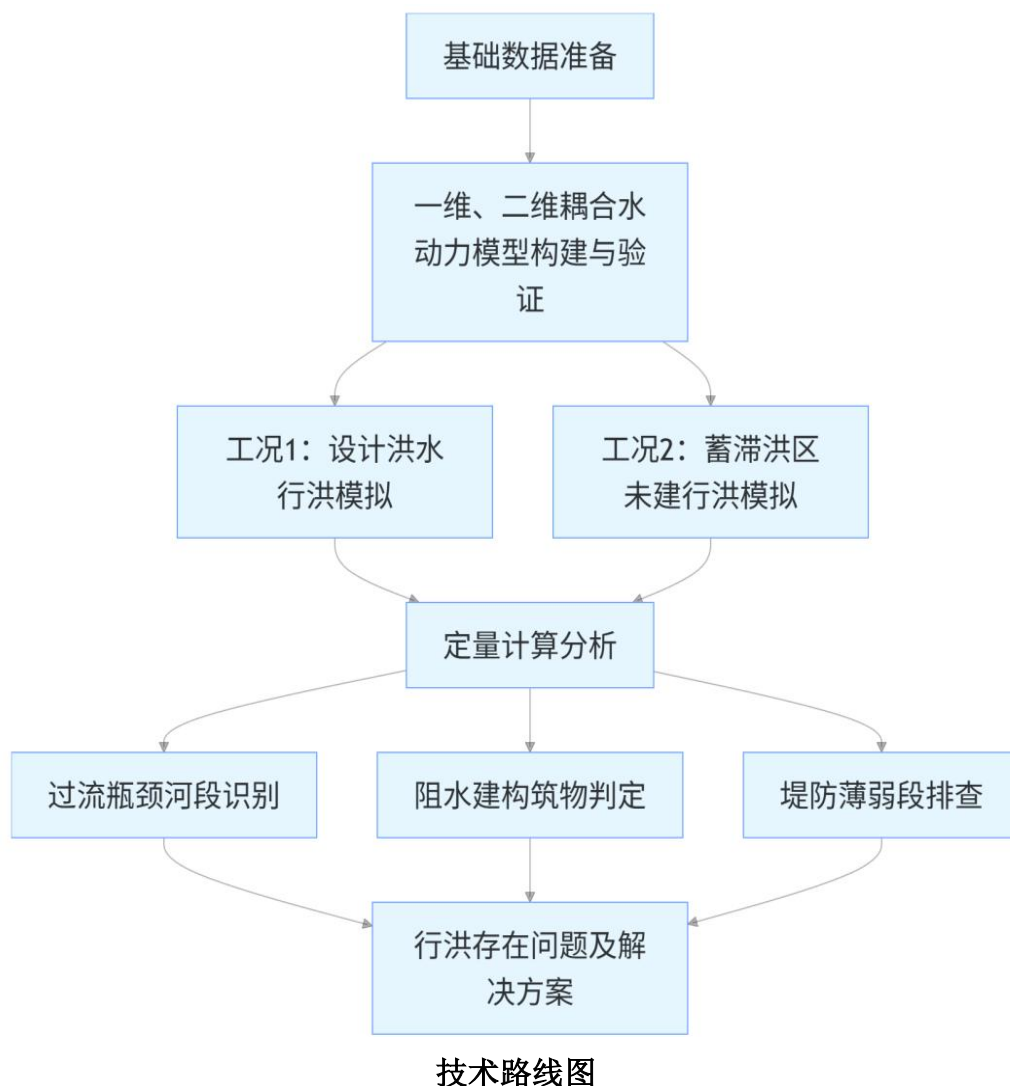 基础数据准备
一维、二维耦合水
动力模型构建与验
证
工况1：设计洪水
行洪模拟
工况2：蓄滞洪区
未建行洪模拟
定量计算分析
过流瓶颈河段识别
阻水建构筑物判定
堤防薄弱段排查
行洪存在问题及解
决方案
技术路线图